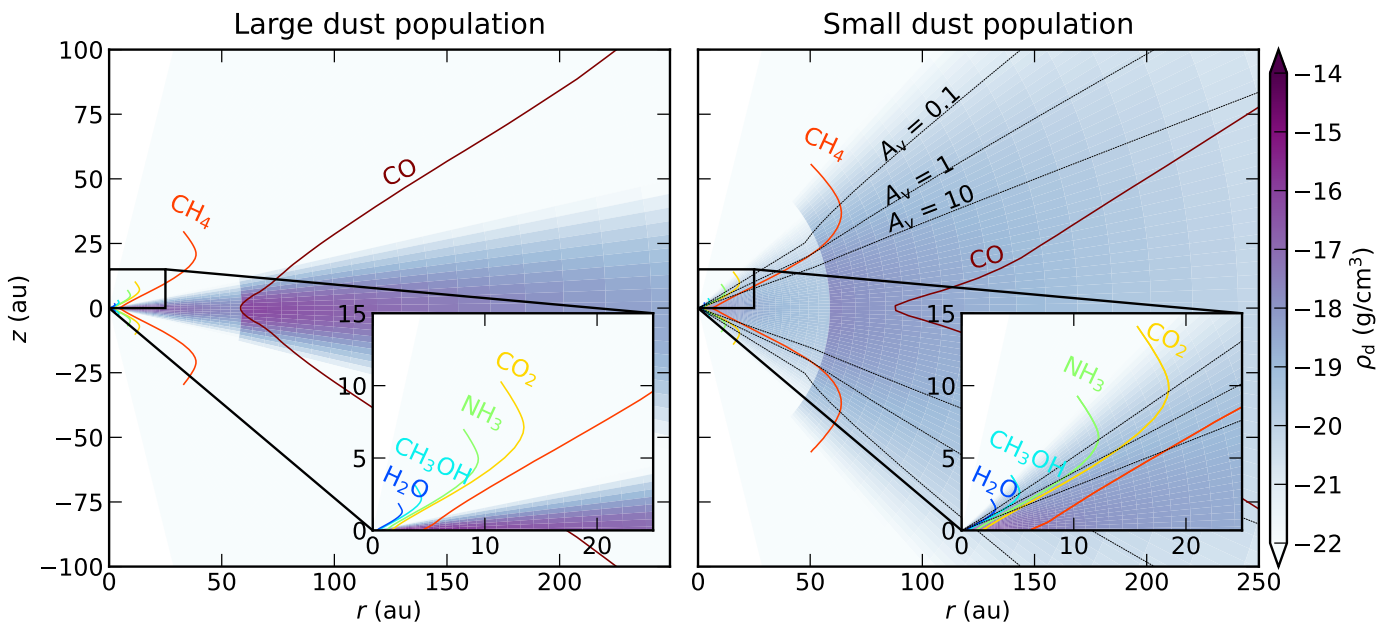 Large dust population
Small dust population
100
75
50
25
0
−25
−50
−75
−100
z (au)
0
50
100
150
200
r (au)
CO
CH₄
15
10
5
0
0
10
20
CO₂
NH₃
CH₃OH
H₂O
Aᵥ = 0.1
Aᵥ = 1
Aᵥ = 10
CH₄
CO
15
10
5
0
0
10
20
CO₂
NH₃
CH₃OH
H₂O
0
50
100
150
200
250
r (au)
−14
−15
−16
−17
−18
−19
−20
−21
−22
ρd (g/cm³)